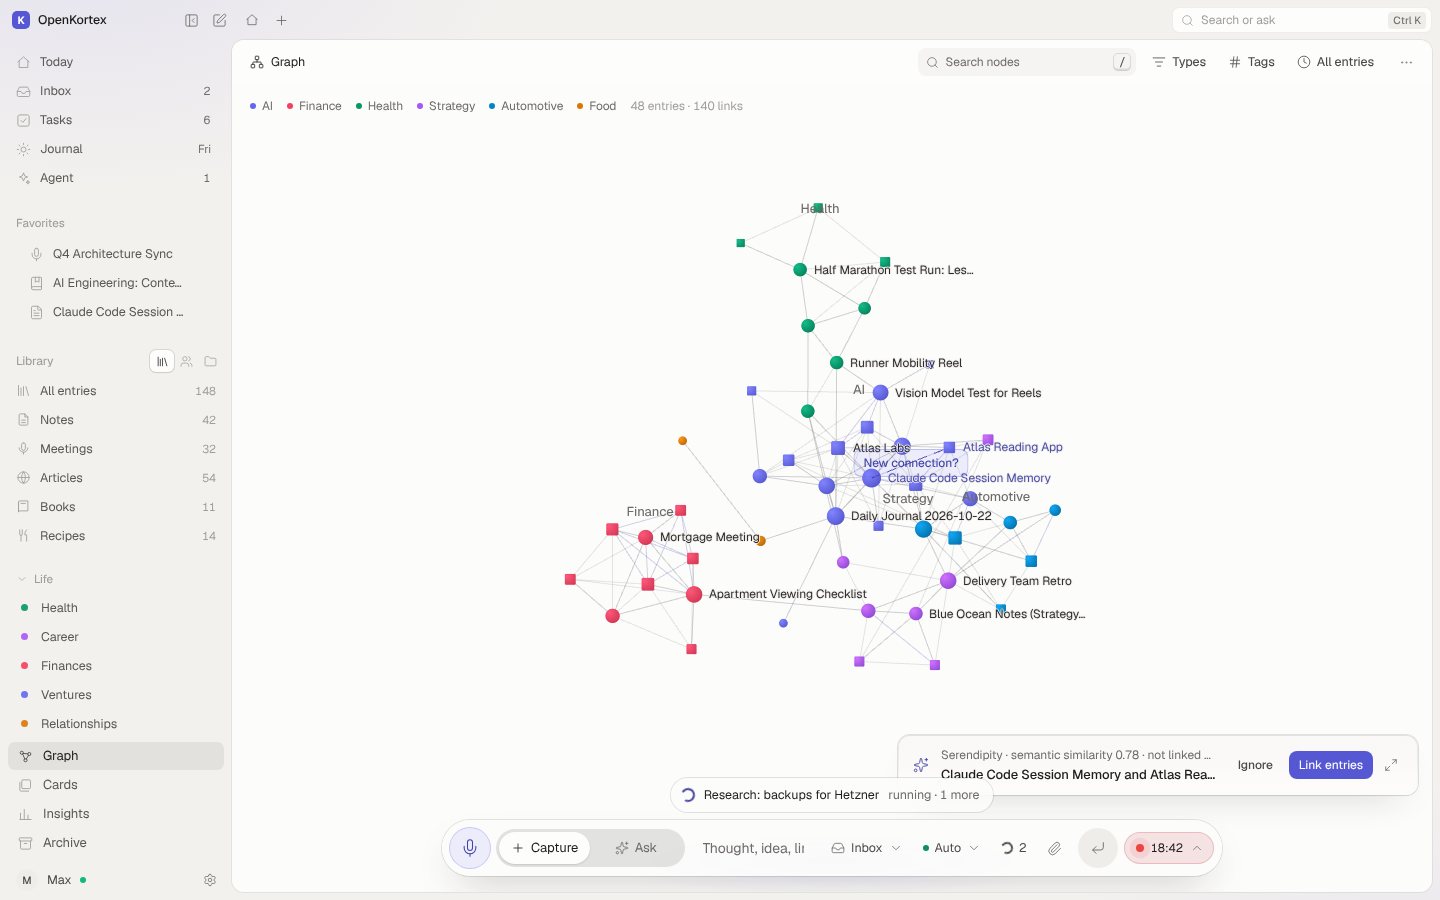 K OpenKortex
Search or ask Ctrl K
Today
Inbox 2
Tasks 6
Journal Fri
Agent 1
Favorites
Q4 Architecture Sync
AI Engineering: Conte...
Claude Code Session ...
Library
All entries 148
Notes 42
Meetings 32
Articles 54
Books 11
Recipes 14
Life
Health
Career
Finances
Ventures
Relationships
Graph
Cards
Insights
Archive
M Max
Graph
Search nodes /
Types
Tags
All entries
AI
Finance
Health
Strategy
Automotive
Food
48 entries · 140 links
Health
Half Marathon Test Run: Les...
Runner Mobility Reel
AI
Vision Model Test for Reels
Atlas Labs
Atlas Reading App
New connection?
Claude Code Session Memory
Strategy
Automotive
Finance
Daily Journal 2026-10-22
Mortgage Meeting
Delivery Team Retro
Apartment Viewing Checklist
Blue Ocean Notes (Strategy...
Serendipity · semantic similarity 0.78 · not linked ...
Claude Code Session Memory and Atlas Rea...
Ignore
Link entries
Research: backups for Hetzner running · 1 more
Capture
Ask
Thought, idea, lin
Inbox
Auto
2
18:42